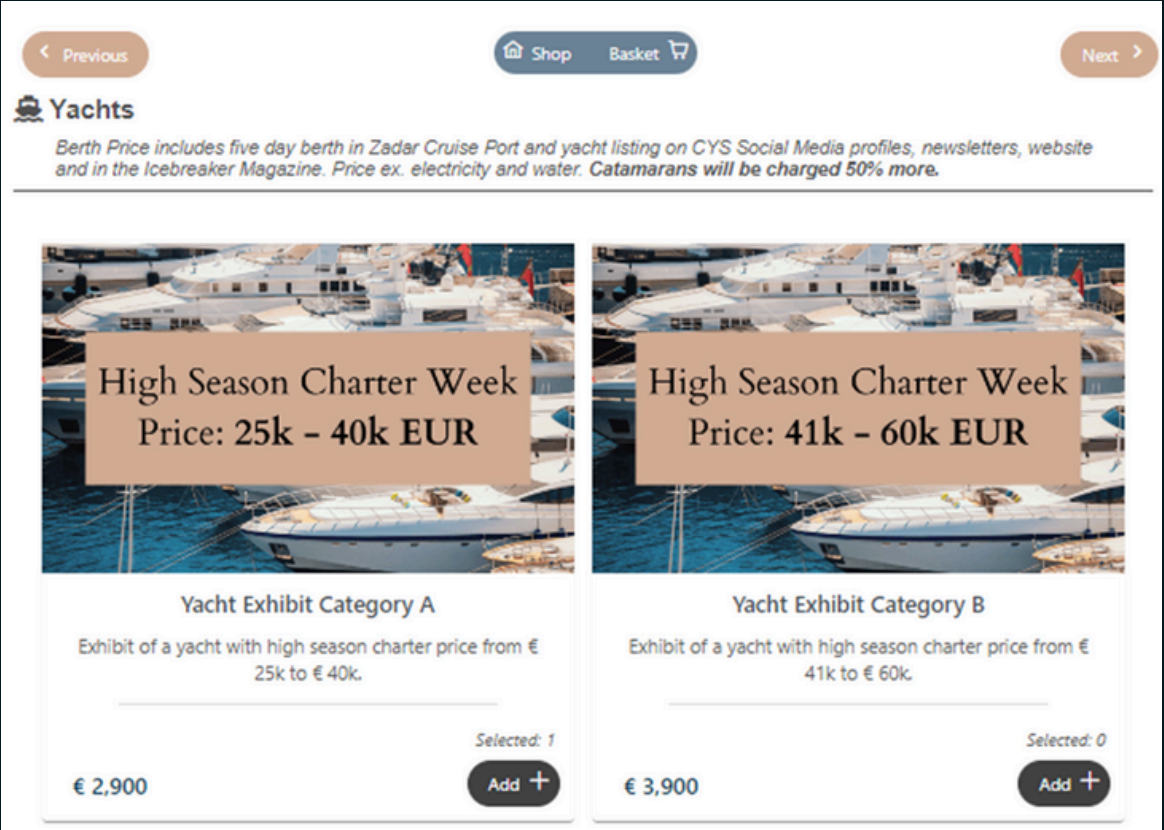 Previous
Shop Basket
Next
Yachts
Berth Price includes five day berth in Zadar Cruise Port and yacht listing on CYS Social Media profiles, newsletters, website
and in the Icebreaker Magazine. Price ex. electricity and water. Catamarans will be charged 50% more.
High Season Charter Week
Price: 25k - 40k EUR
Yacht Exhibit Category A
Exhibit of a yacht with high season charter price from €
25k to € 40k.
Selected: 1
€ 2,900
Add
High Season Charter Week
Price: 41k - 60k EUR
Yacht Exhibit Category B
Exhibit of a yacht with high season charter price from €
41k to € 60k.
Selected: 0
€ 3,900
Add